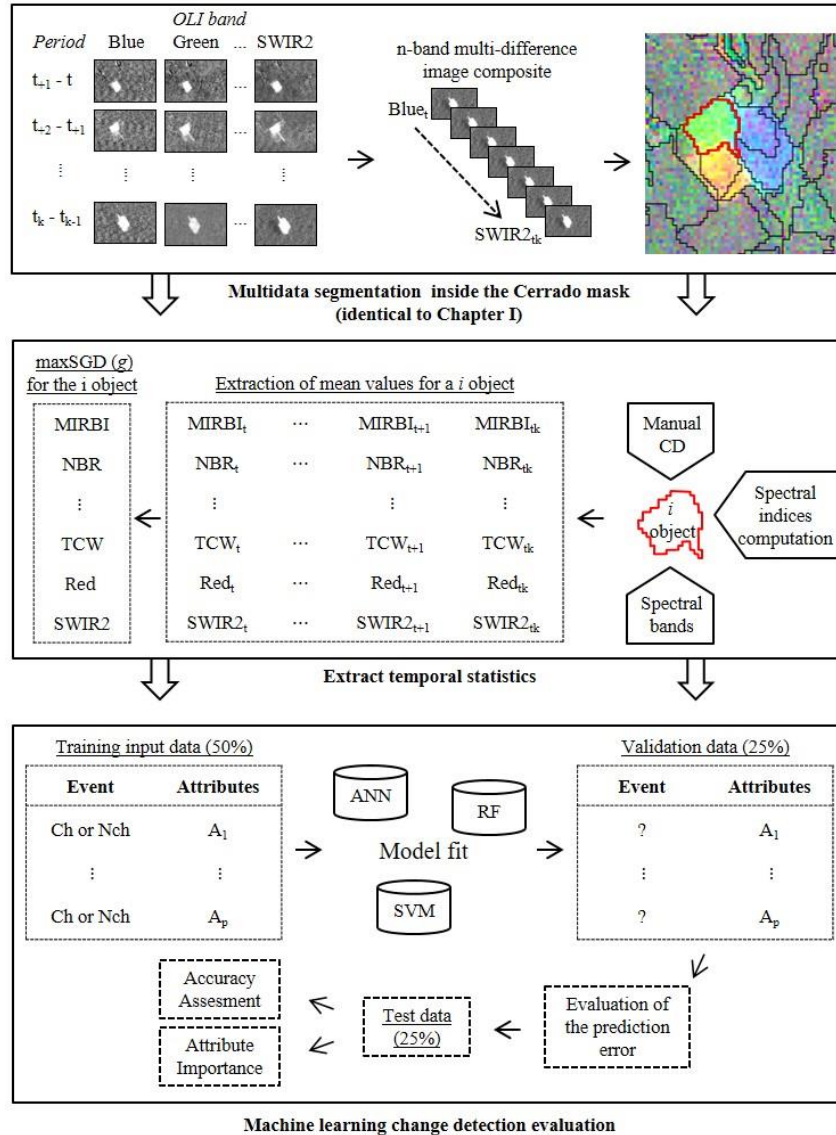 OLI band
Period Blue Green ... SWIR2
t+1 - t
...
t+2 - t+1
...
⋮ ⋮ ⋮ ⋮
tk - tk-1
...
n-band multi-difference
image composite
Bluet
SWIR2tk
Multidata segmentation inside the Cerrado mask
(identical to Chapter I)
maxSGD (g)
for the i object
MIRBI
NBR
⋮
TCW
Red
SWIR2
Extraction of mean values for a i object
MIRBIt ... MIRBIt+1 MIRBItk
NBRt ... NBRt+1 NBRtk
⋮ ⋮ ⋮
TCWt ... TCWt+1 TCWtk
Redt ... Redt+1 Redtk
SWIR2t ... SWIR2t+1 SWIR2tk
Manual
CD
i
object
Spectral
indices
computation
Spectral
bands
Extract temporal statistics
Training input data (50%)
Event Attributes
Ch or Nch A1
⋮ ⋮
Ch or Nch Ap
ANN
RF
Model fit
SVM
Validation data (25%)
Event Attributes
? A1
⋮ ⋮
? Ap
Evaluation of
the prediction
error
Test data
(25%)
Accuracy
Assesment
Attribute
Importance
Machine learning change detection evaluation